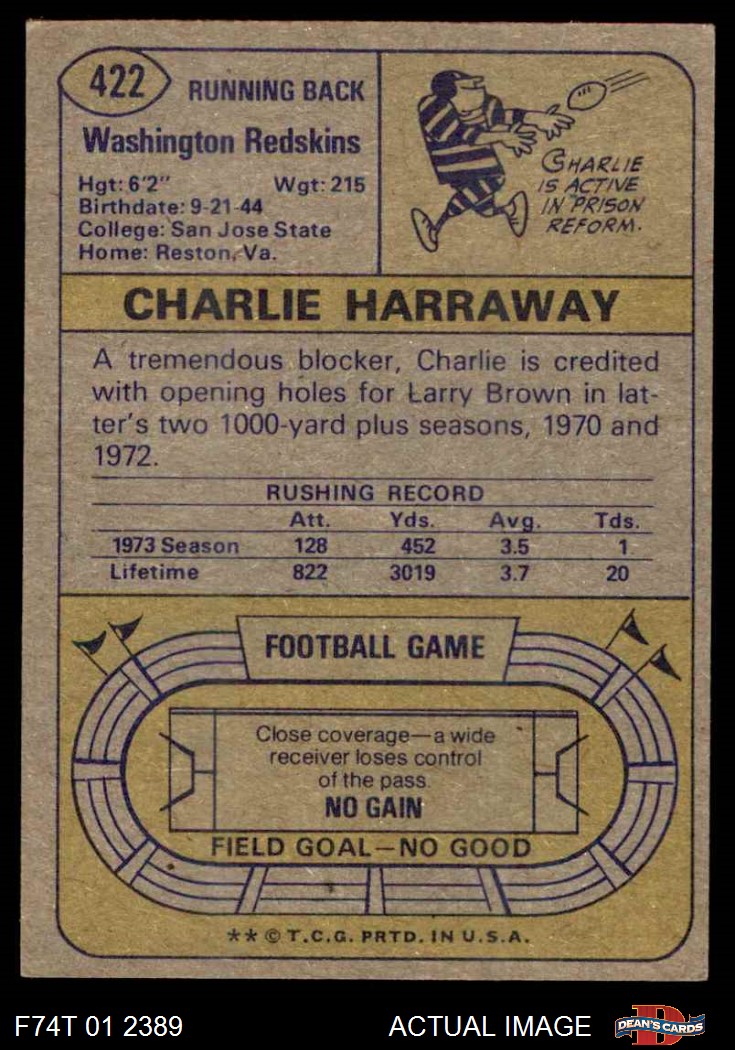 422
RUNNING BACK
Washington Redskins
Hgt: 6'2" Wgt: 215
Birthdate: 9-21-44
College: San Jose State
Home: Reston, Va.
CHARLIE
IS ACTIVE
IN PRISON
REFORM.
CHARLIE HARRAWAY
A tremendous blocker, Charlie is credited
with opening holes for Larry Brown in lat-
ter's two 1000-yard plus seasons, 1970 and
1972.
RUSHING RECORD
Att. Yds. Avg. Tds.
1973 Season 128 452 3.5 1
Lifetime 822 3019 3.7 20
FOOTBALL GAME
Close coverage—a wide
receiver loses control
of the pass.
NO GAIN
FIELD GOAL—NO GOOD
** © T.C.G. PRTD. IN U.S.A.
F74T 01 2389 ACTUAL IMAGE
D
DEAN'S CARDS